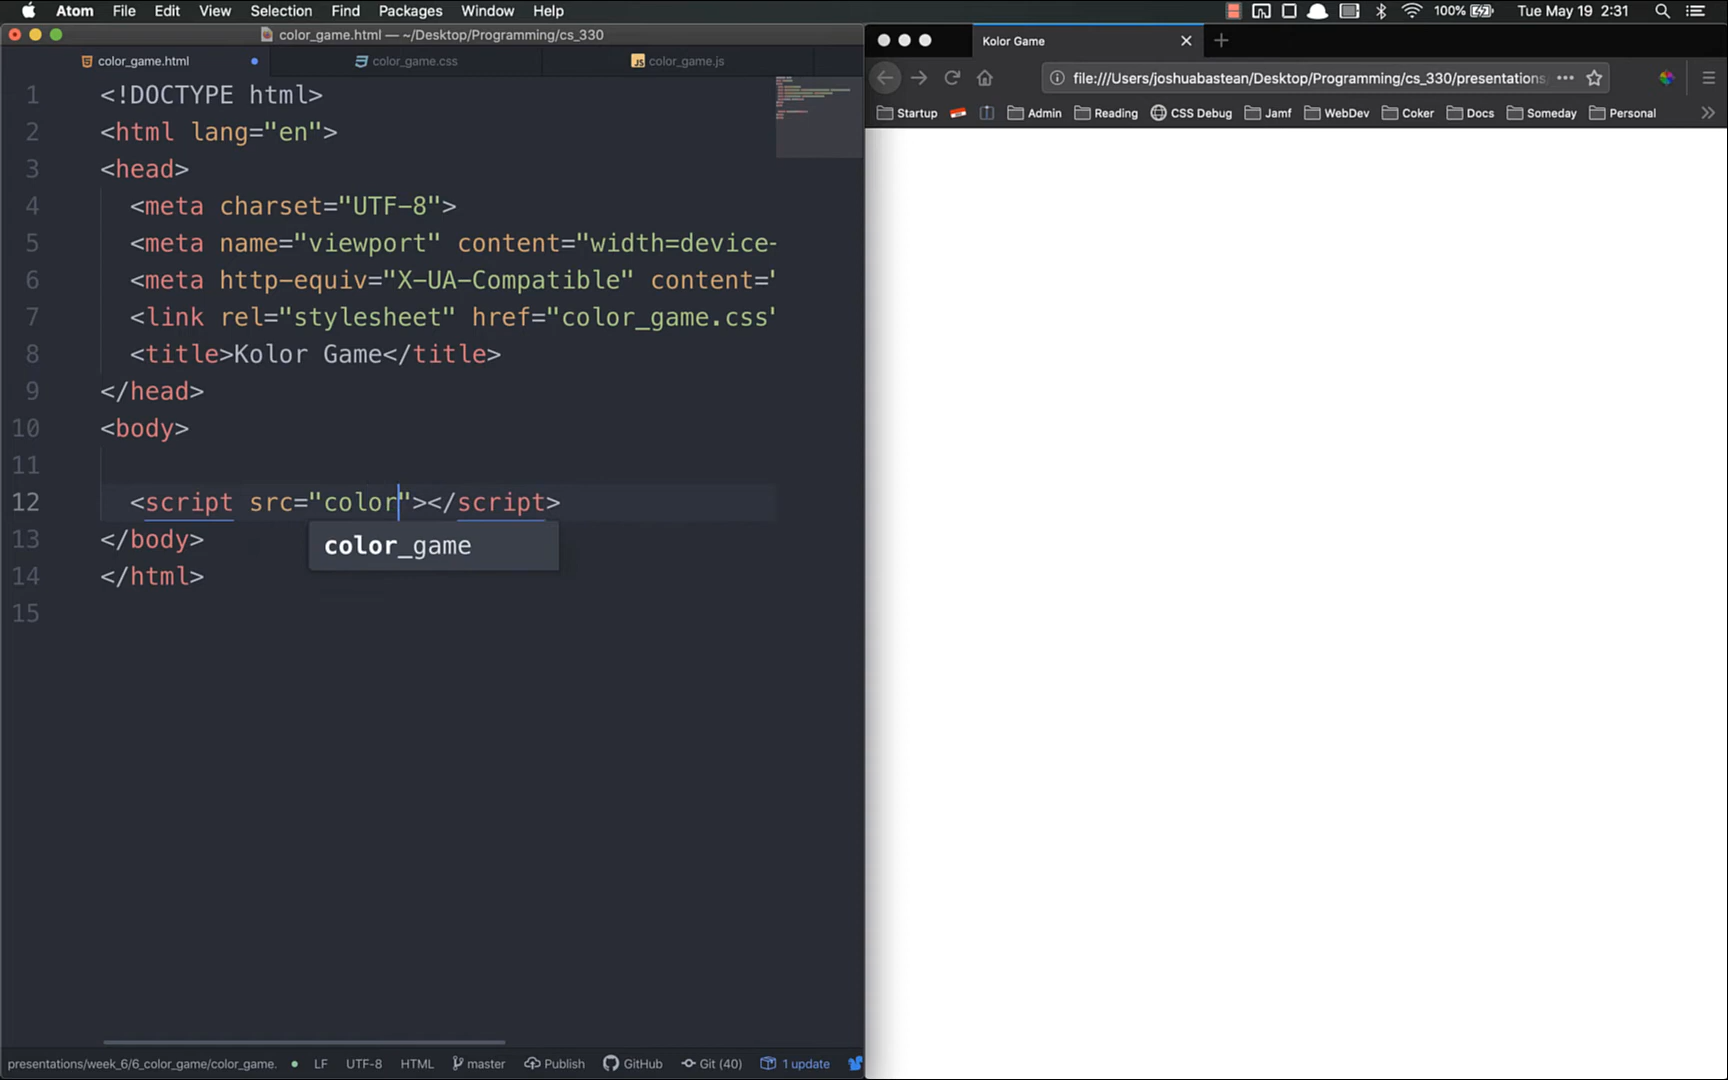 Atom File Edit View Selection Find Packages Window Help 100% Tue May 19 2:31
color_game.html — ~/Desktop/Programming/cs_330
color_game.html color_game.css color_game.js
1 <!DOCTYPE html>
2 <html lang="en">
3 <head>
4 <meta charset="UTF-8">
5 <meta name="viewport" content="width=device-
6 <meta http-equiv="X-UA-Compatible" content="
7 <link rel="stylesheet" href="color_game.css"
8 <title>Kolor Game</title>
9 </head>
10 <body>
11
12 <script src="color"></script>
color_game
13 </body>
14 </html>
15
presentations/week_6/6_color_game/color_game. LF UTF-8 HTML master Publish GitHub Git (40) 1 update
Kolor Game
file:///Users/joshuabastean/Desktop/Programming/cs_330/presentations
Startup Admin Reading CSS Debug Jamf WebDev Coker Docs Someday Personal